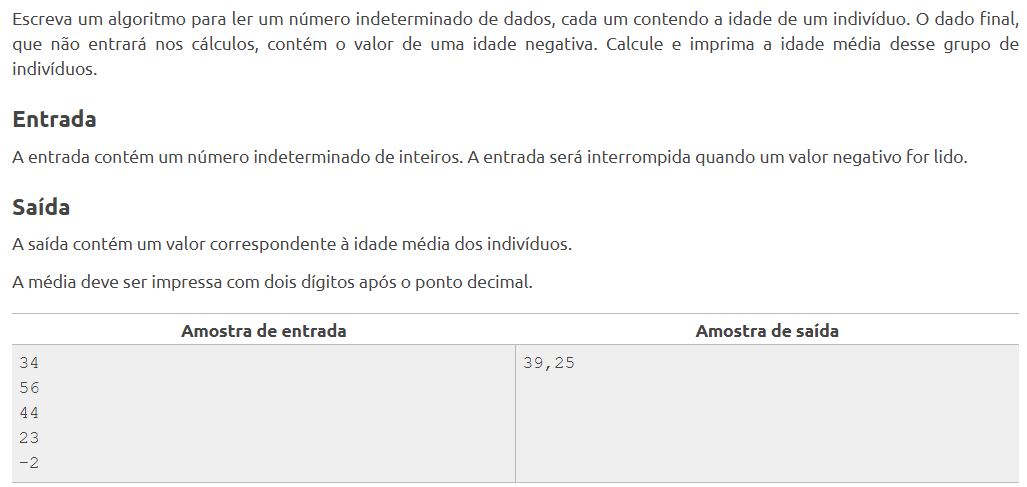 Escreva um algoritmo para ler um número indeterminado de dados, cada um contendo a idade de um indivíduo. O dado final,
que não entrará nos cálculos, contém o valor de uma idade negativa. Calcule e imprima a idade média desse grupo de
indivíduos.
Entrada
A entrada contém um número indeterminado de inteiros. A entrada será interrompida quando um valor negativo for lido.
Saída
A saída contém um valor correspondente à idade média dos indivíduos.
A média deve ser impressa com dois dígitos após o ponto decimal.
Amostra de entrada Amostra de saída
34 39,25
56
44
23
-2